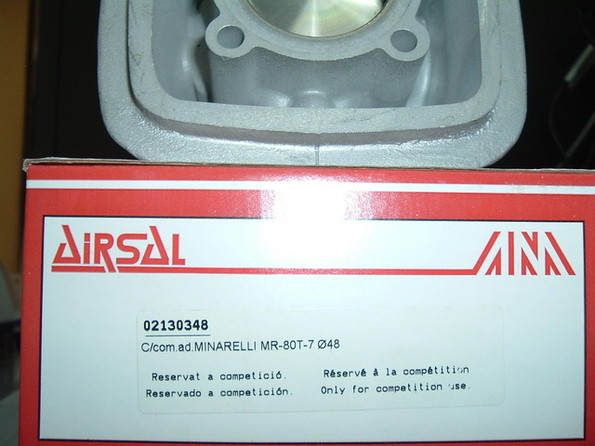 AiRSAL
02130348
C/com.ad.MINARELLI MR-80T-7 Ø48
Reservat a competició.
Réservé à la compétition
Reservado a competición.
Only for competition use.